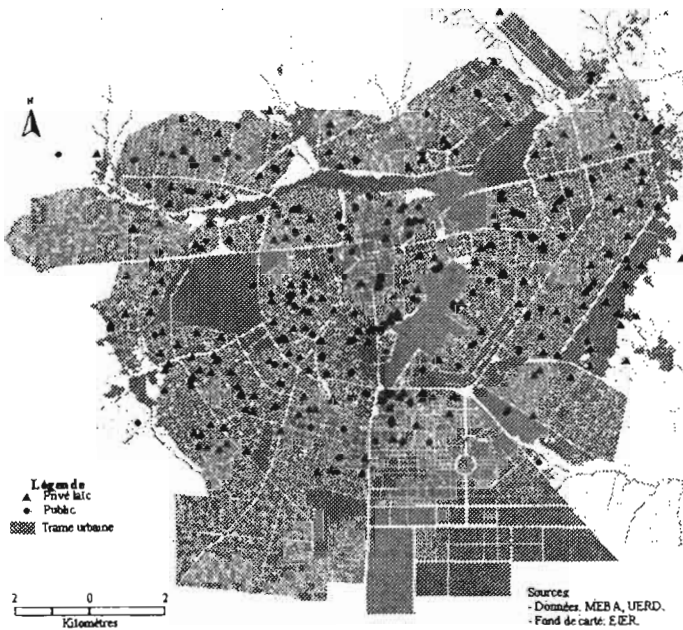 N
Légende
Privé laïc
Public
Trame urbaine
2 0 2
Kilomètres
Sources
- Données: MEBA, UERD.
- Fond de carte: EIER.